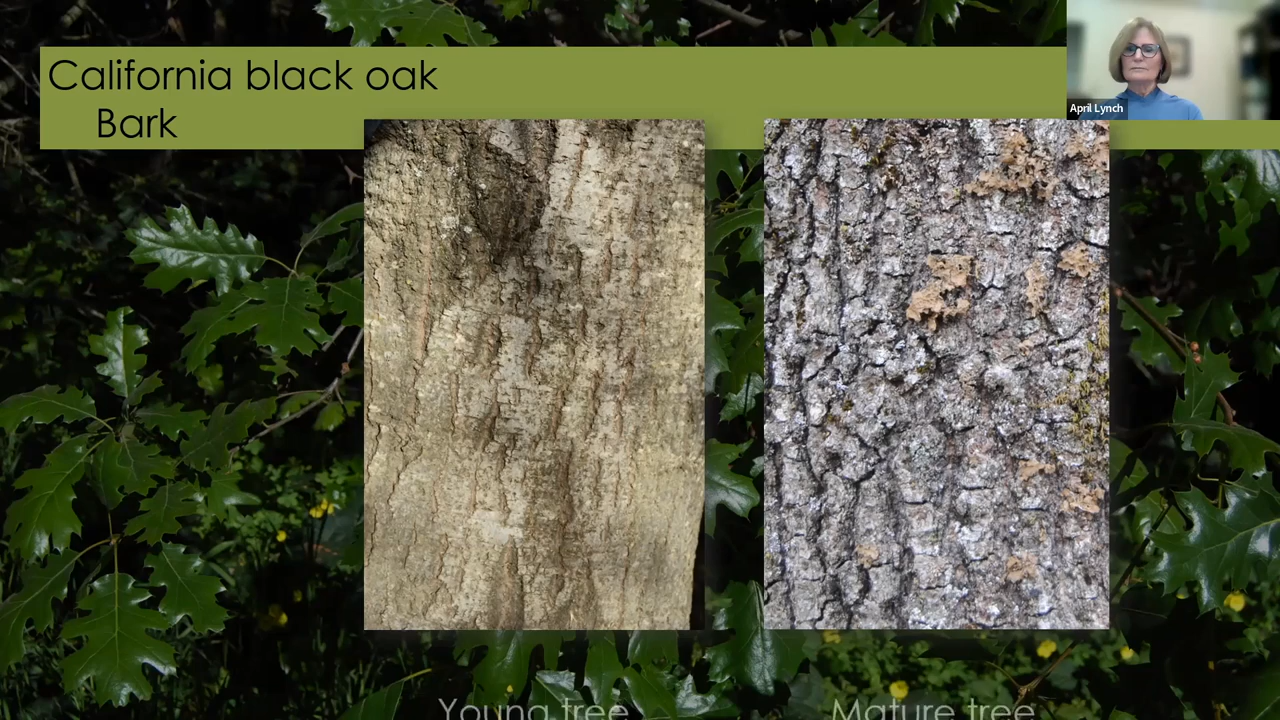 California black oak
Bark
April Lynch
Young tree
Mature tree